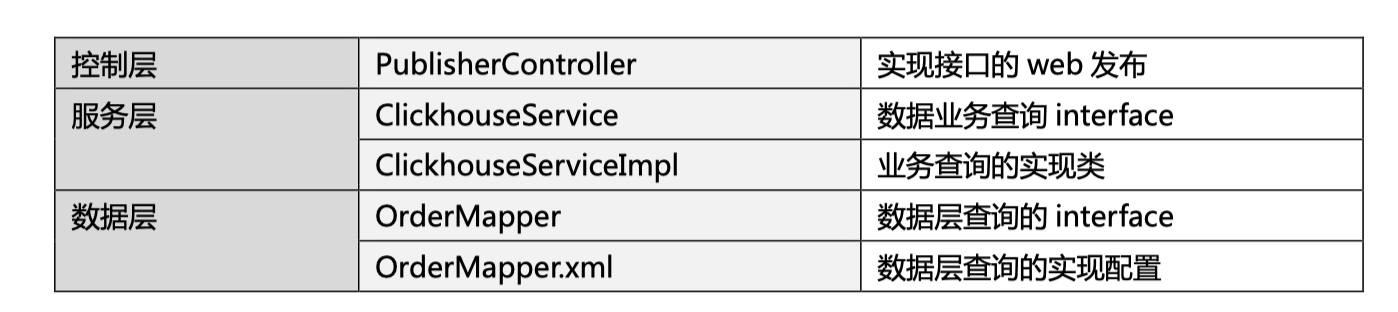 控制层 PublisherController 实现接口的 web 发布
服务层 ClickhouseService 数据业务查询 interface
ClickhouseServiceImpl 业务查询的实现类
数据层 OrderMapper 数据层查询的 interface
OrderMapper.xml 数据层查询的实现配置